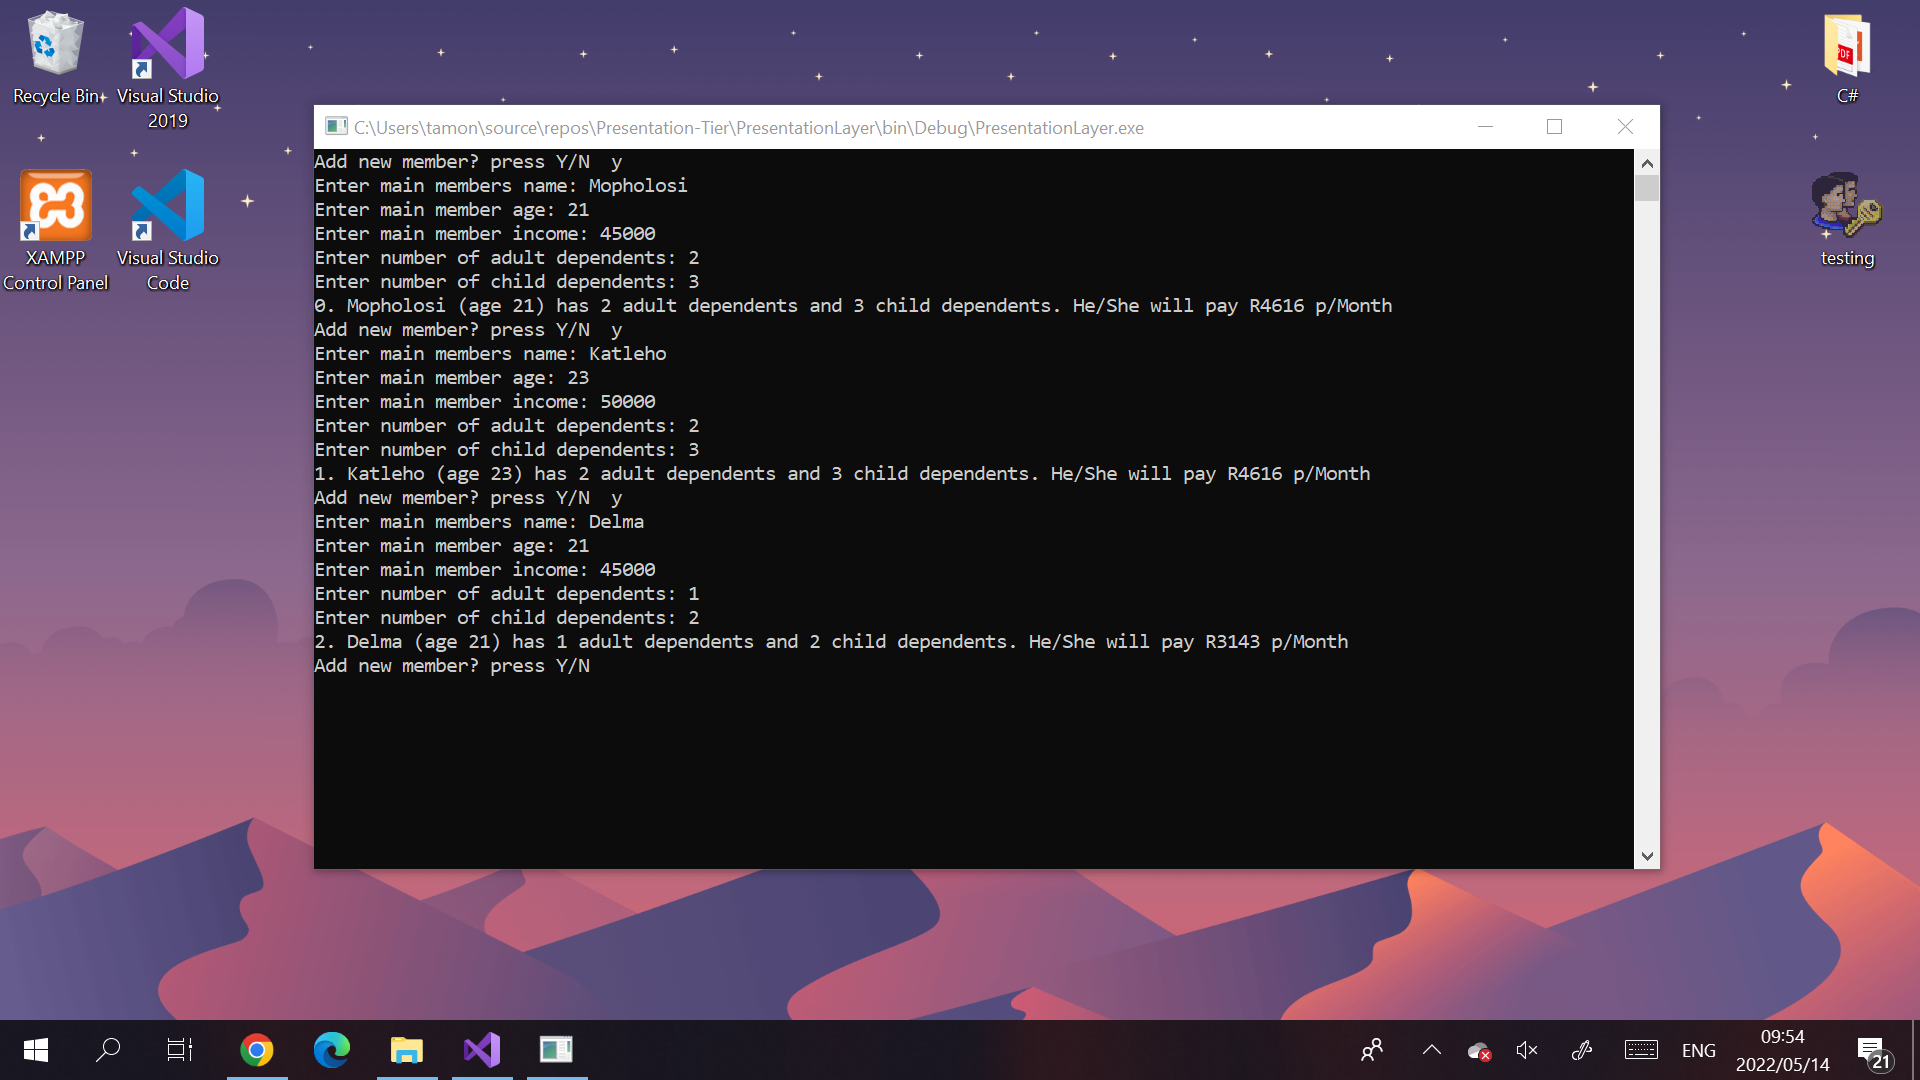 Recycle Bin
Visual Studio
2019
XAMPP
Control Panel
Visual Studio
Code
C:\Users\tamon\source\repos\Presentation-Tier\PresentationLayer\bin\Debug\PresentationLayer.exe
Add new member? press Y/N  y
Enter main members name: Mopholosi
Enter main member age: 21
Enter main member income: 45000
Enter number of adult dependents: 2
Enter number of child dependents: 3
0. Mopholosi (age 21) has 2 adult dependents and 3 child dependents. He/She will pay R4616 p/Month
Add new member? press Y/N  y
Enter main members name: Katleho
Enter main member age: 23
Enter main member income: 50000
Enter number of adult dependents: 2
Enter number of child dependents: 3
1. Katleho (age 23) has 2 adult dependents and 3 child dependents. He/She will pay R4616 p/Month
Add new member? press Y/N  y
Enter main members name: Delma
Enter main member age: 21
Enter main member income: 45000
Enter number of adult dependents: 1
Enter number of child dependents: 2
2. Delma (age 21) has 1 adult dependents and 2 child dependents. He/She will pay R3143 p/Month
Add new member? press Y/N
PDF
C#
testing
ENG
09:54
2022/05/14
21